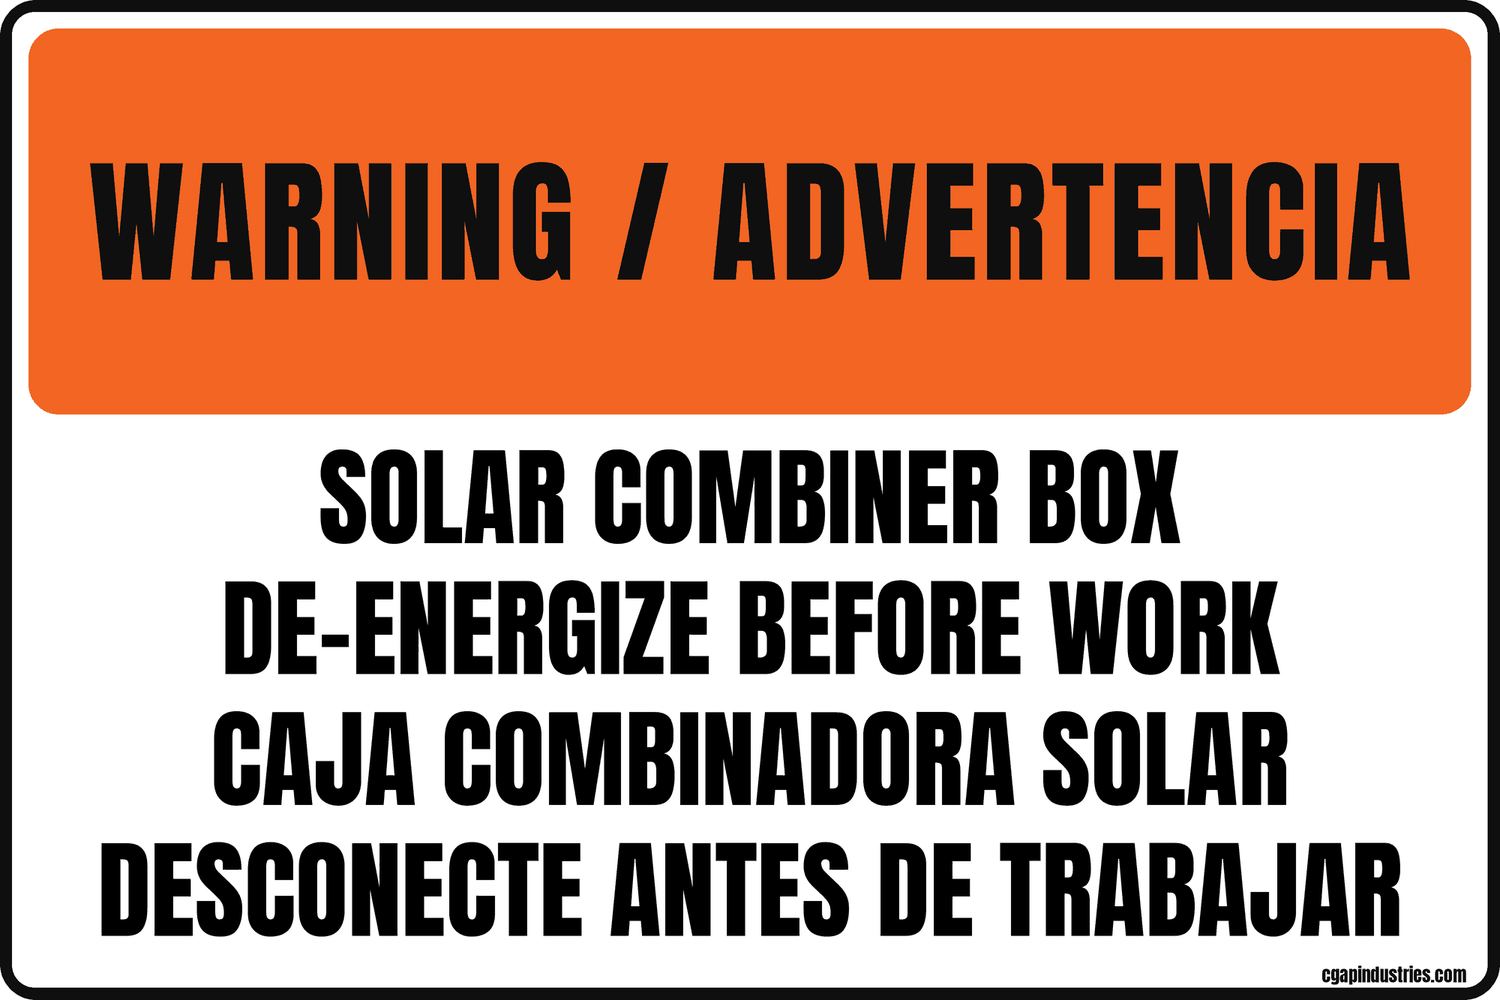 WARNING / ADVERTENCIA
SOLAR COMBINER BOX
DE-ENERGIZE BEFORE WORK
CAJA COMBINADORA SOLAR
DESCONECTE ANTES DE TRABAJAR
cgapindustries.com